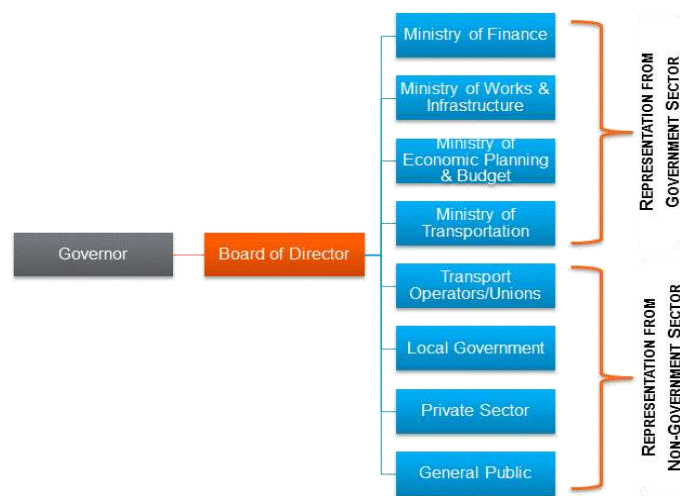 Ministry of Finance
Ministry of Works &
Infrastructure
Ministry of
Economic Planning
& Budget
Ministry of
Transportation
Governor
Board of Director
Transport
Operators/Unions
Local Government
Private Sector
General Public
REPRESENTATION FROM
GOVERNMENT SECTOR
REPRESENTATION FROM
NON-GOVERNMENT SECTOR